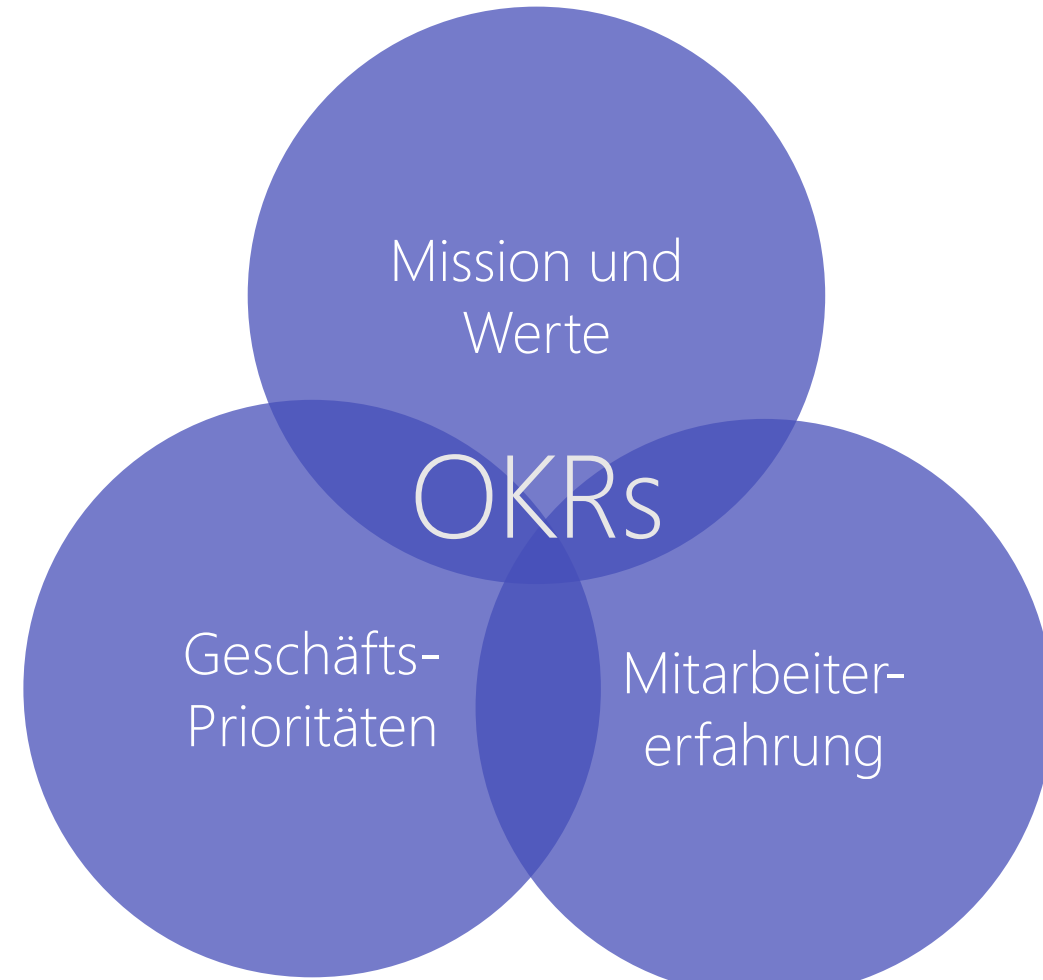 Mission und
Werte
OKRs
Geschäfts-
Prioritäten
Mitarbeiter-
erfahrung